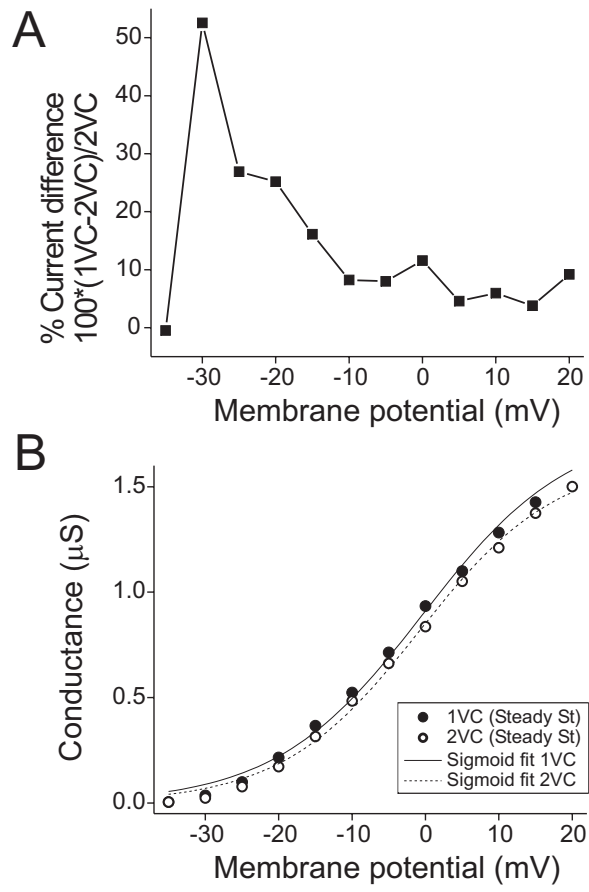 A
% Current difference
100*(1VC-2VC)/2VC
50
40
30
20
10
0
-30
-20
-10
0
10
20
Membrane potential (mV)
B
Conductance (μS)
1.5
1.0
0.5
0.0
1VC (Steady St)
2VC (Steady St)
Sigmoid fit 1VC
Sigmoid fit 2VC
-30
-20
-10
0
10
20
Membrane potential (mV)